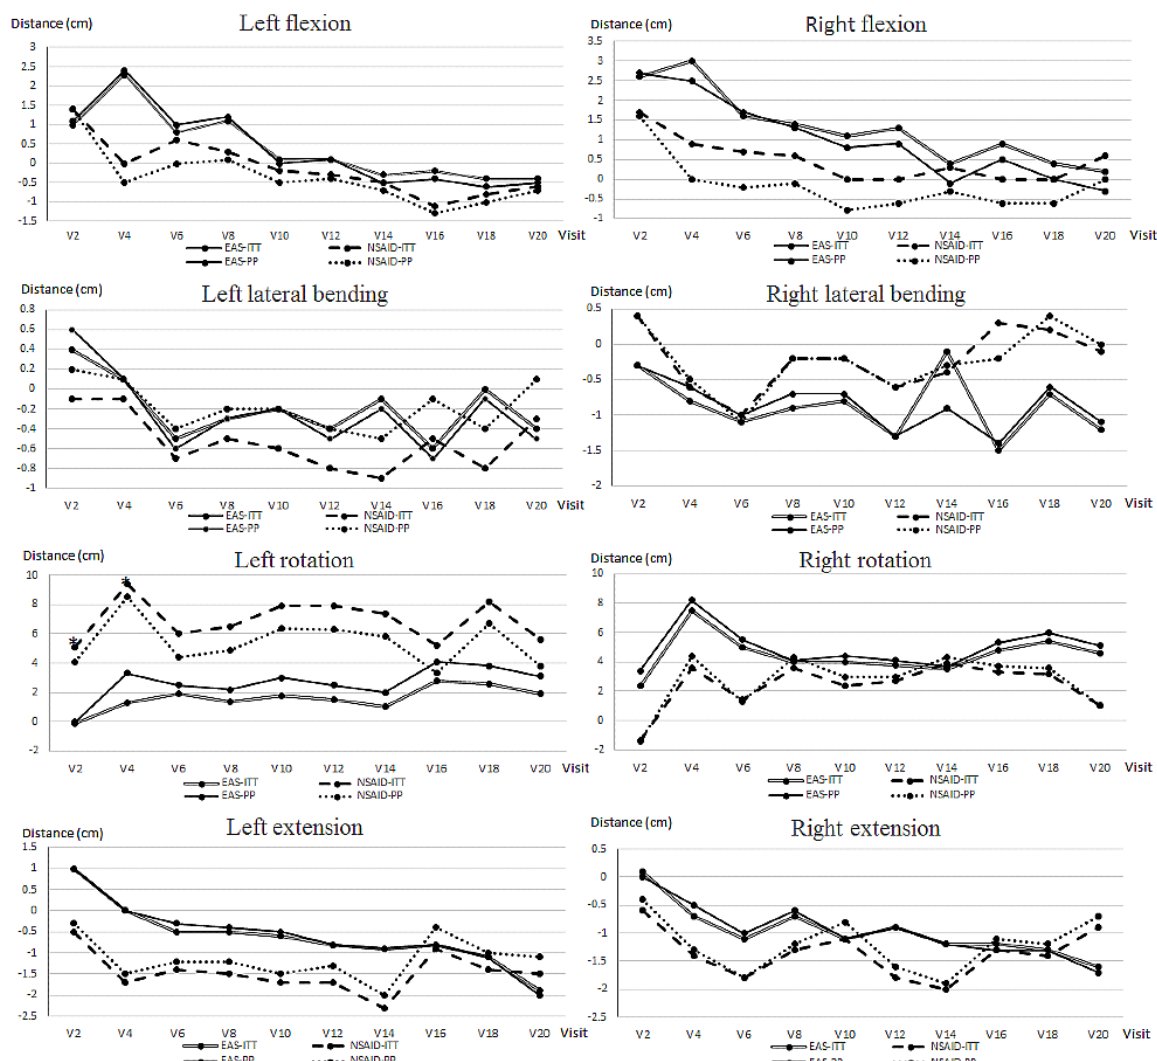 Distance (cm)
Left flexion
3
2.5
2
1.5
1
0.5
0
-0.5
-1
-1.5
V2 V4 V6 V8 V10 V12 V14 V16 V18 V20 Visit
EAS-ITT NSAID-ITT
EAS-PP NSAID-PP
Distance (cm)
Right flexion
3.5
3
2.5
2
1.5
1
0.5
0
-0.5
-1
V2 V4 V6 V8 V10 V12 V14 V16 V18 V20 Visit
EAS-ITT NSAID-ITT
EAS-PP NSAID-PP
Distance (cm)
Left lateral bending
0.8
0.6
0.4
0.2
0
-0.2
-0.4
-0.6
-0.8
-1
V2 V4 V6 V8 V10 V12 V14 V16 V18 V20 Visit
EAS-ITT NSAID-ITT
EAS-PP NSAID-PP
Distance (cm)
Right lateral bending
0.5
0
-0.5
-1
-1.5
-2
V2 V4 V6 V8 V10 V12 V14 V16 V18 V20 Visit
EAS-ITT NSAID-ITT
EAS-PP NSAID-PP
Distance (cm)
Left rotation
10
8
6
4
2
0
-2
*
*
V2 V4 V6 V8 V10 V12 V14 V16 V18 V20 Visit
EAS-ITT NSAID-ITT
EAS-PP NSAID-PP
Distance (cm)
Right rotation
10
8
6
4
2
0
-2
V2 V4 V6 V8 V10 V12 V14 V16 V18 V20 Visit
EAS-ITT NSAID-ITT
EAS-PP NSAID-PP
Distance (cm)
Left extension
1.5
1
0.5
0
-0.5
-1
-1.5
-2
-2.5
V2 V4 V6 V8 V10 V12 V14 V16 V18 V20 Visit
EAS-ITT NSAID-ITT
EAS-PP NSAID-PP
Distance (cm)
Right extension
0.5
0
-0.5
-1
-1.5
-2
-2.5
V2 V4 V6 V8 V10 V12 V14 V16 V18 V20 Visit
EAS-ITT NSAID-ITT
EAS-PP NSAID-PP